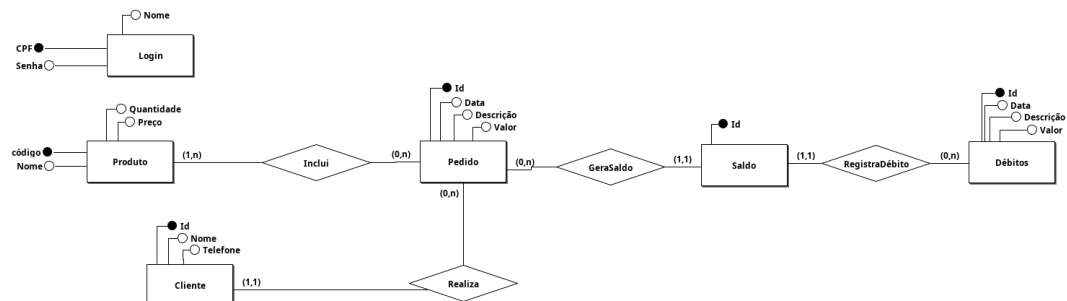 Nome
CPF
Login
Senha
Quantidade
Preço
código
Produto
Nome
(1,n)
Inclui
(0,n)
Id
Data
Descrição
Valor
Pedido
(0,n)
(0,n)
GeraSaldo
(1,1)
Id
Saldo
(1,1)
RegistraDébito
(0,n)
Id
Data
Descrição
Valor
Débitos
Id
Nome
Telefone
Cliente
(1,1)
Realiza